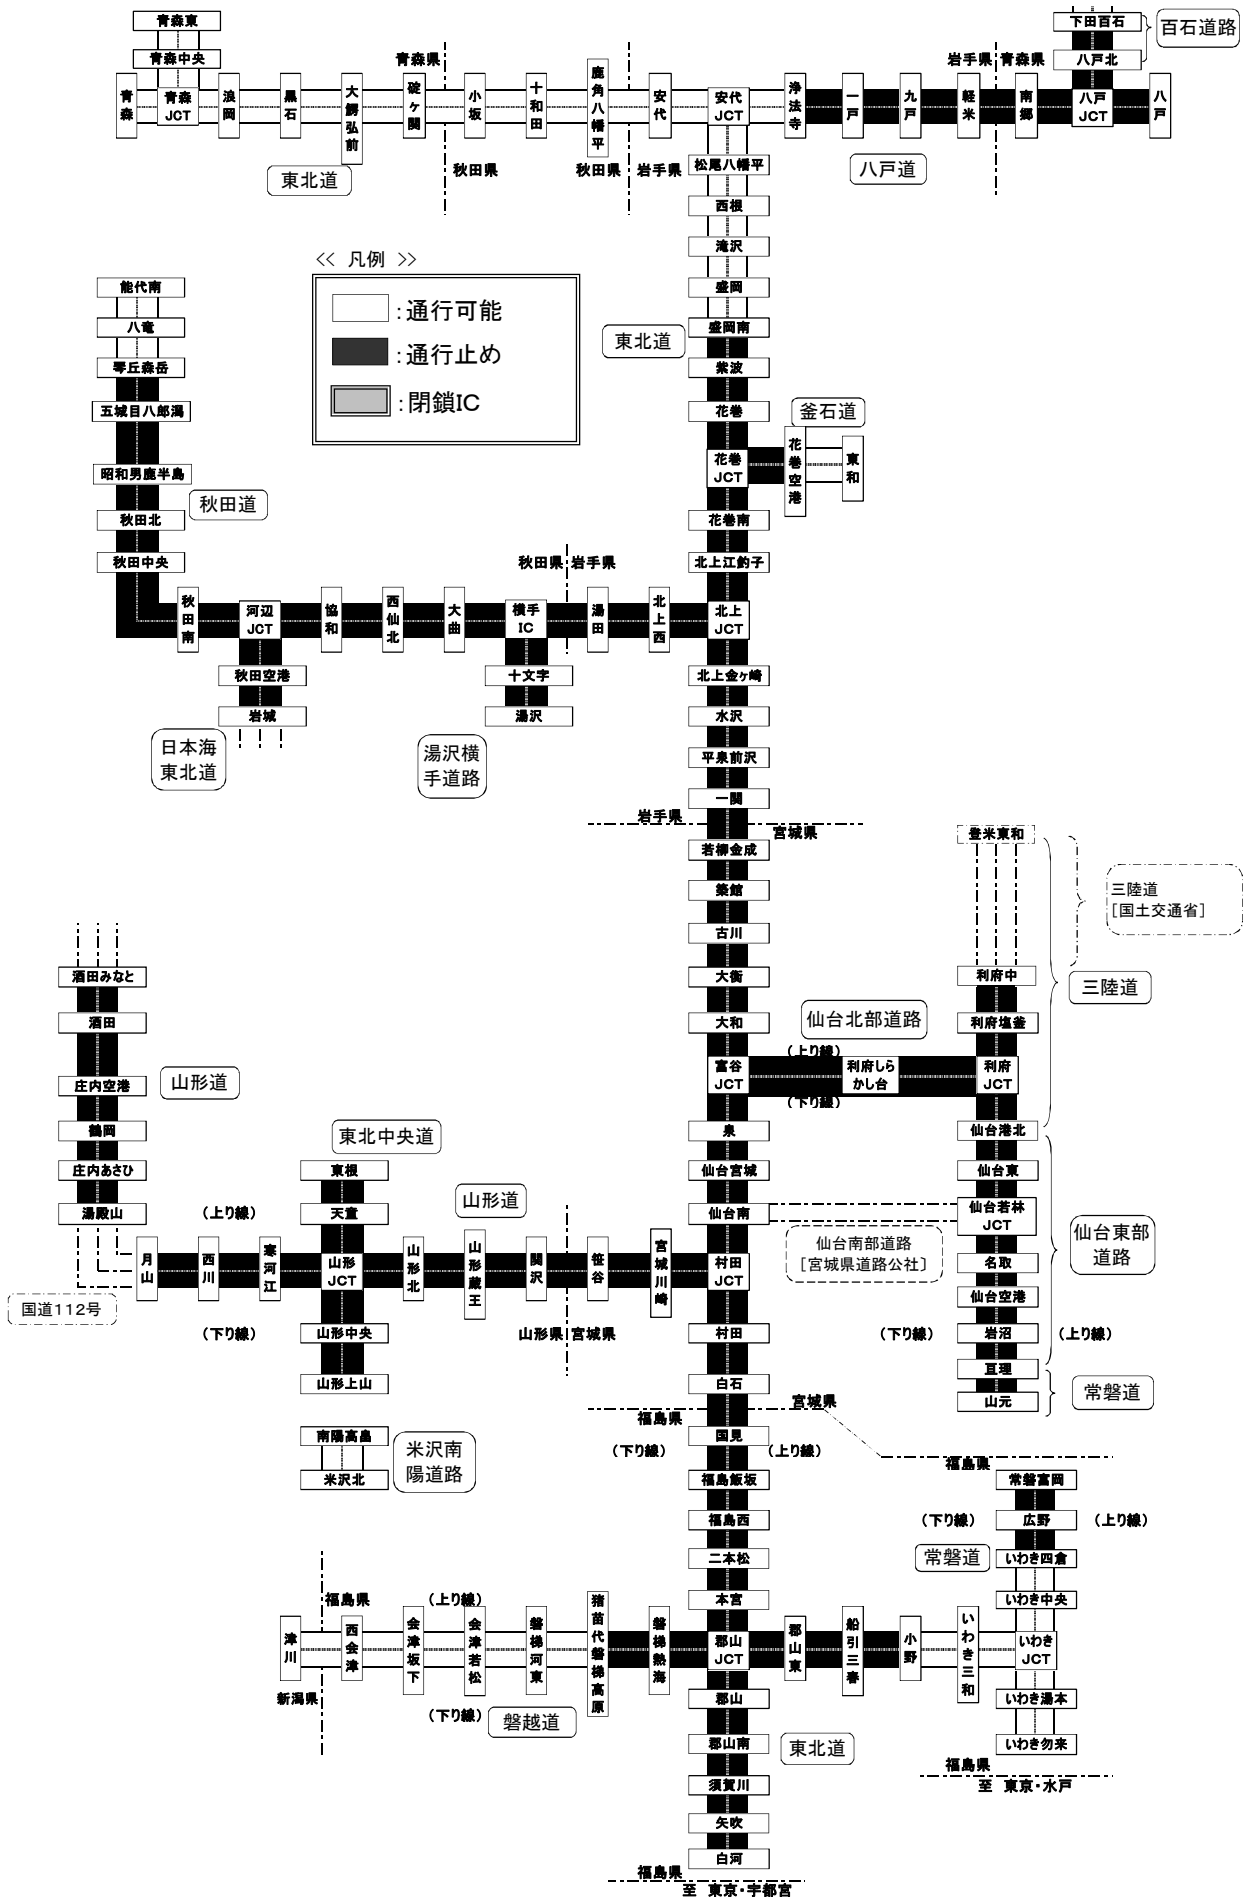 青森東
下田百石
百石道路
青森中央
青森県
岩手県 青森県
八戸北
青森
青森JCT
浪岡
黒石
大鰐弘前
碇ヶ関
小坂
十和田
鹿角八幡平
安代
安代JCT
浄法寺
一戸
九戸
軽米
南郷
八戸JCT
八戸
東北道
秋田県
秋田県 岩手県
八戸道
松尾八幡平
西根
滝沢
盛岡
盛岡南
東北道
紫波
花巻
釜石道
花巻JCT
花巻空港
東和
花巻南
北上江釣子
<< 凡例 >>
:通行可能
:通行止め
:閉鎖IC
能代南
八竜
琴丘森岳
五城目八郎潟
昭和男鹿半島
秋田道
秋田北
秋田中央
秋田県 岩手県
秋田南
河辺JCT
協和
西仙北
大曲
横手IC
湯田
北上西
北上JCT
秋田空港
十文字
北上金ヶ崎
岩城
湯沢
水沢
日本海
東北道
湯沢横
手道路
平泉前沢
一関
岩手県
宮城県
若柳金成
登米東和
築館
三陸道
[国土交通省]
古川
酒田みなと
大衡
利府中
三陸道
酒田
大和
仙台北部道路
利府塩釜
(上り線)
庄内空港
山形道
富谷JCT
利府しら
かし台
利府JCT
(下り線)
鶴岡
東北中央道
泉
仙台港北
庄内あさひ
東根
山形道
仙台宮城
仙台東
湯殿山
(上り線)
天童
仙台南
仙台若林
JCT
仙台南部道路
[宮城県道路公社]
仙台東部
道路
月山
西川
寒河江
山形JCT
山形北
山形蔵王
関沢
笹谷
宮城川崎
村田JCT
名取
国道112号
仙台空港
(下り線)
山形中央
山形県 宮城県
村田
(下り線)
岩沼
(上り線)
亘理
山形上山
白石
山元
常磐道
福島県
宮城県
南陽高畠
米沢南
陽道路
国見
(下り線)
(上り線)
米沢北
福島飯坂
福島県
常磐富岡
福島西
(下り線)
広野
(上り線)
二本松
常磐道
いわき四倉
福島県
(上り線)
本宮
いわき中央
津川
西会津
会津坂下
会津若松
磐梯河東
猪苗代磐梯高原
磐梯熱海
郡山JCT
郡山東
船引三春
小野
いわき三和
いわきJCT
新潟県
(下り線)
磐越道
郡山
いわき湯本
郡山南
東北道
いわき勿来
須賀川
福島県
至 東京・水戸
矢吹
白河
福島県
至 東京・宇都宮